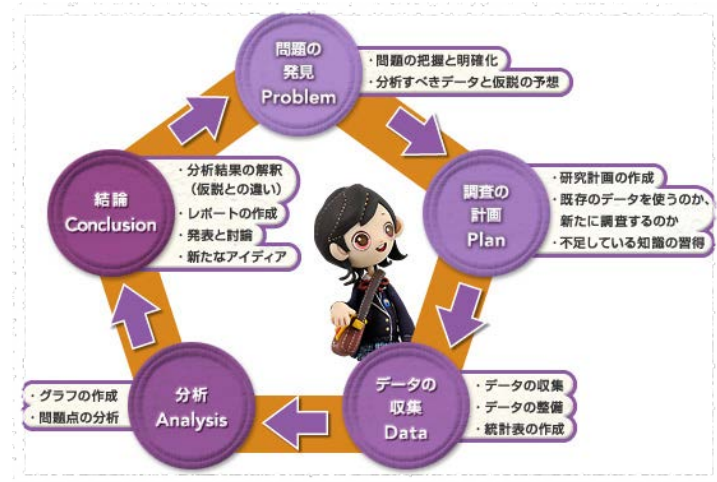 問題の
発見
Problem
・問題の把握と明確化
・分析すべきデータと仮説の予想
調査の
計画
Plan
・研究計画の作成
・既存のデータを使うのか、
新たに調査するのか
・不足している知識の習得
データの
収集
Data
・データの収集
・データの整備
・統計表の作成
分析
Analysis
・グラフの作成
・問題点の分析
結論
Conclusion
・分析結果の解釈
（仮説との違い）
・レポートの作成
・発表と討論
・新たなアイディア